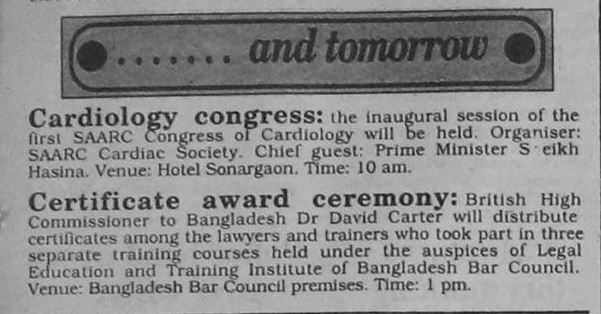 ....... and tomorrow
Cardiology congress: the inaugural session of the
first SAARC Congress of Cardiology will be held. Organiser:
SAARC Cardiac Society. Chief guest: Prime Minister S eikh
Hasina. Venue: Hotel Sonargaon. Time: 10 am.
Certificate award ceremony: British High
Commissioner to Bangladesh Dr David Carter will distribute
certificates among the lawyers and trainers who took part in three
separate training courses held under the auspices of Legal
Education and Training Institute of Bangladesh Bar Council.
Venue: Bangladesh Bar Council premises. Time: 1 pm.